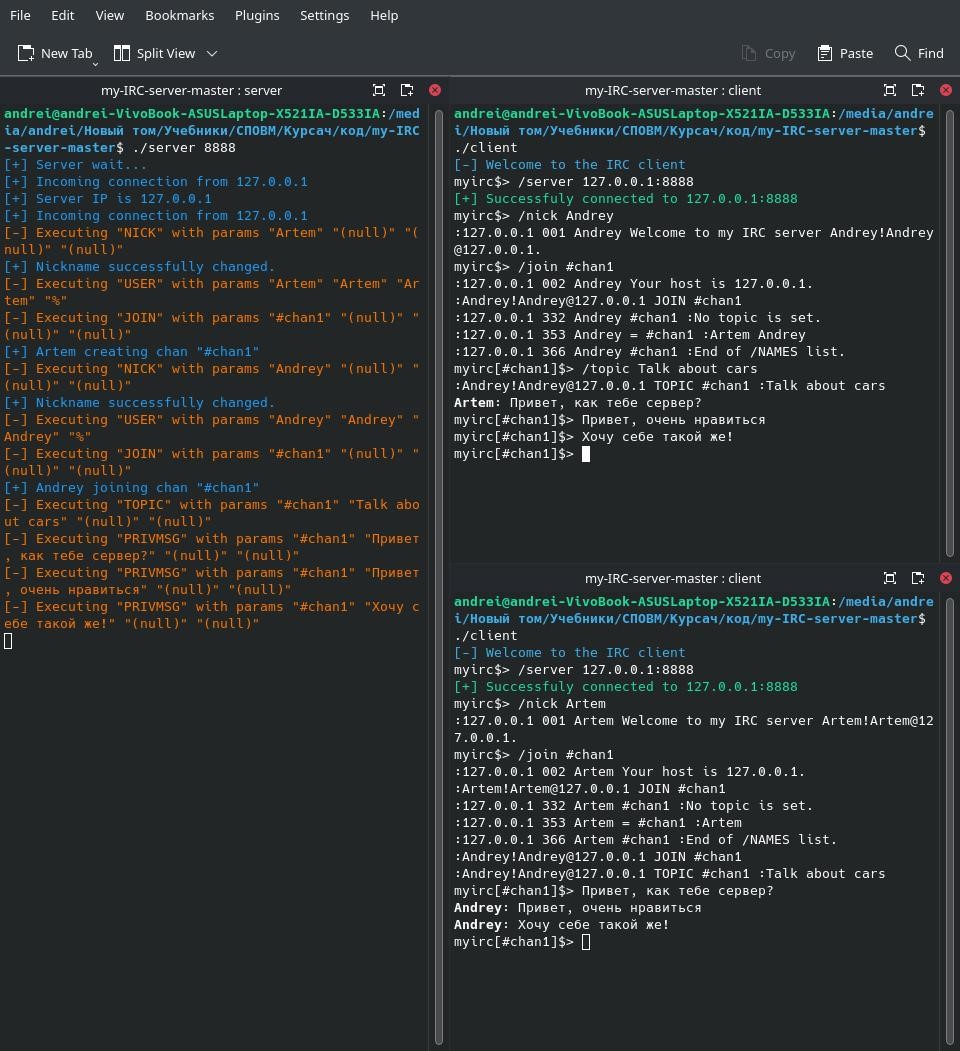 File Edit View Bookmarks Plugins Settings Help
New Tab Split View Copy Paste Find
my-IRC-server-master : server
andrei@andrei-VivoBook-ASUSLaptop-X521IA-D533IA:/med
ia/andrei/Новый том/Учебники/СПОВМ/Курсач/код/my-IRC
-server-master$ ./server 8888
[+] Server wait...
[+] Incoming connection from 127.0.0.1
[+] Server IP is 127.0.0.1
[+] Incoming connection from 127.0.0.1
[-] Executing "NICK" with params "Artem" "(null)" "(
null)" "(null)"
[+] Nickname successfully changed.
[-] Executing "USER" with params "Artem" "Artem" "Ar
tem" "%"
[-] Executing "JOIN" with params "#chan1" "(null)" "
(null)" "(null)"
[+] Artem creating chan "#chan1"
[-] Executing "NICK" with params "Andrey" "(null)" "
(null)" "(null)"
[+] Nickname successfully changed.
[-] Executing "USER" with params "Andrey" "Andrey" "
Andrey" "%"
[-] Executing "JOIN" with params "#chan1" "(null)" "
(null)" "(null)"
[+] Andrey joining chan "#chan1"
[-] Executing "TOPIC" with params "#chan1" "Talk abo
ut cars" "(null)" "(null)"
[-] Executing "PRIVMSG" with params "#chan1" "Привет
, как тебе сервер?" "(null)" "(null)"
[-] Executing "PRIVMSG" with params "#chan1" "Привет
, очень нравиться" "(null)" "(null)"
[-] Executing "PRIVMSG" with params "#chan1" "Хочу с
ебе такой же!" "(null)" "(null)"
my-IRC-server-master : client
andrei@andrei-VivoBook-ASUSLaptop-X521IA-D533IA:/media/andre
i/Новый том/Учебники/СПОВМ/Курсач/код/my-IRC-server-master$
./client
[-] Welcome to the IRC client
myirc$> /server 127.0.0.1:8888
[+] Successfuly connected to 127.0.0.1:8888
myirc$> /nick Andrey
:127.0.0.1 001 Andrey Welcome to my IRC server Andrey!Andrey
@127.0.0.1.
myirc$> /join #chan1
:127.0.0.1 002 Andrey Your host is 127.0.0.1.
:Andrey!Andrey@127.0.0.1 JOIN #chan1
:127.0.0.1 332 Andrey #chan1 :No topic is set.
:127.0.0.1 353 Andrey = #chan1 :Artem Andrey
:127.0.0.1 366 Andrey #chan1 :End of /NAMES list.
myirc[#chan1]$> /topic Talk about cars
:Andrey!Andrey@127.0.0.1 TOPIC #chan1 :Talk about cars
Artem: Привет, как тебе сервер?
myirc[#chan1]$> Привет, очень нравиться
myirc[#chan1]$> Хочу себе такой же!
myirc[#chan1]$>
my-IRC-server-master : client
andrei@andrei-VivoBook-ASUSLaptop-X521IA-D533IA:/media/andre
i/Новый том/Учебники/СПОВМ/Курсач/код/my-IRC-server-master$
./client
[-] Welcome to the IRC client
myirc$> /server 127.0.0.1:8888
[+] Successfuly connected to 127.0.0.1:8888
myirc$> /nick Artem
:127.0.0.1 001 Artem Welcome to my IRC server Artem!Artem@12
7.0.0.1.
myirc$> /join #chan1
:127.0.0.1 002 Artem Your host is 127.0.0.1.
:Artem!Artem@127.0.0.1 JOIN #chan1
:127.0.0.1 332 Artem #chan1 :No topic is set.
:127.0.0.1 353 Artem = #chan1 :Artem
:127.0.0.1 366 Artem #chan1 :End of /NAMES list.
:Andrey!Andrey@127.0.0.1 JOIN #chan1
:Andrey!Andrey@127.0.0.1 TOPIC #chan1 :Talk about cars
myirc[#chan1]$> Привет, как тебе сервер?
Andrey: Привет, очень нравиться
Andrey: Хочу себе такой же!
myirc[#chan1]$>